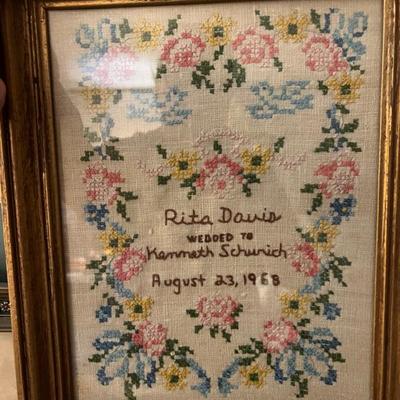 Rita Davis
WEDDED TO
Kenneth Schurich
August 23, 1968